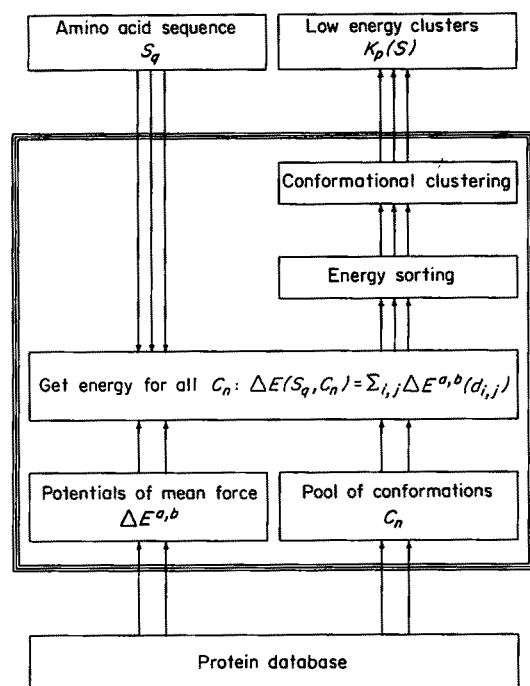 Amino acid sequence
S_q
Low energy clusters
K_p(S)
Conformational clustering
Energy sorting
Get energy for all C_n: ΔE(S_q,C_n)=Σ_{i,j}ΔE^{a,b}(d_{i,j})
Potentials of mean force
ΔE^{a,b}
Pool of conformations
C_n
Protein database